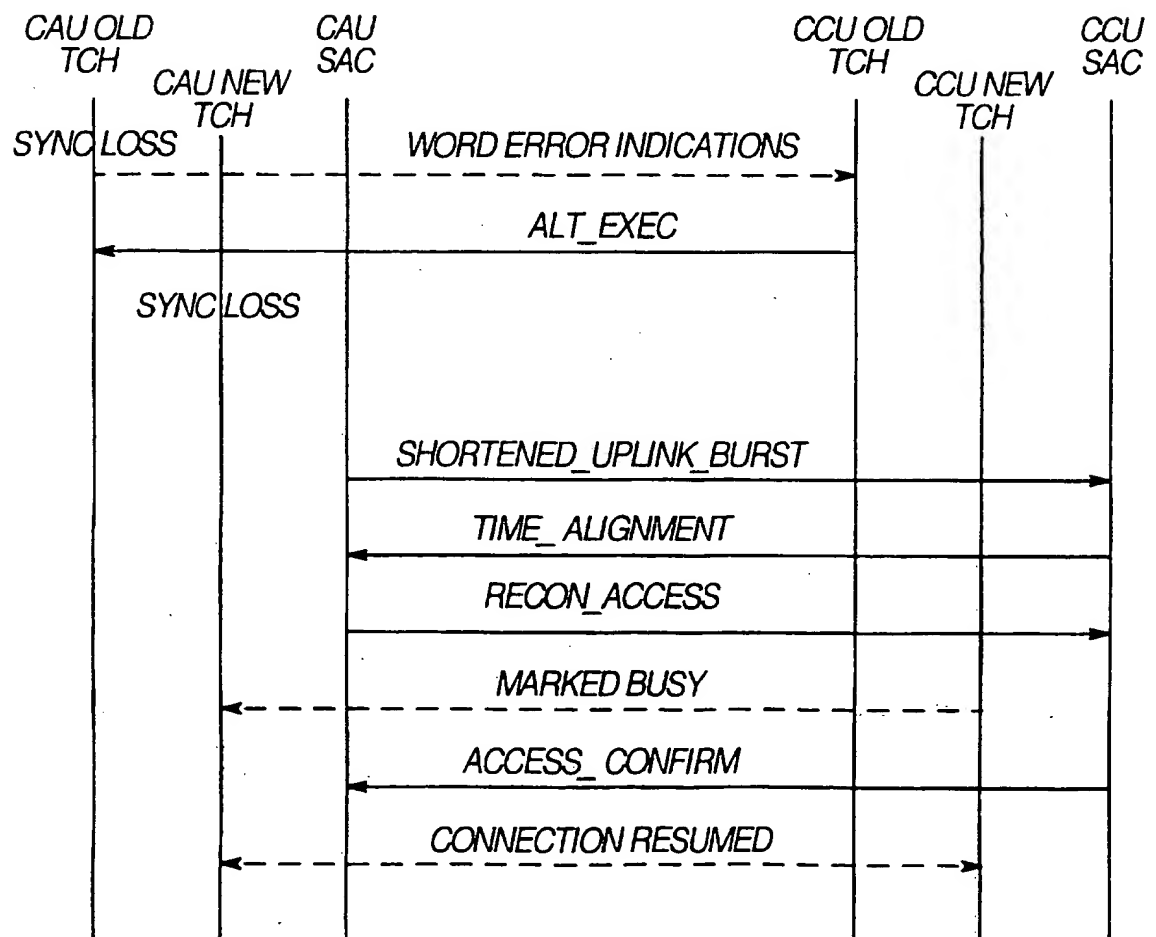 CAU OLD
TCH
CAU NEW
TCH
CAU
SAC
CCU OLD
TCH
CCU NEW
TCH
CCU
SAC
SYNC LOSS
WORD ERROR INDICATIONS
ALT_EXEC
SYNC LOSS
SHORTENED_UPLINK_BURST
TIME_ ALIGNMENT
RECON_ACCESS
MARKED BUSY
ACCESS_ CONFIRM
CONNECTION RESUMED